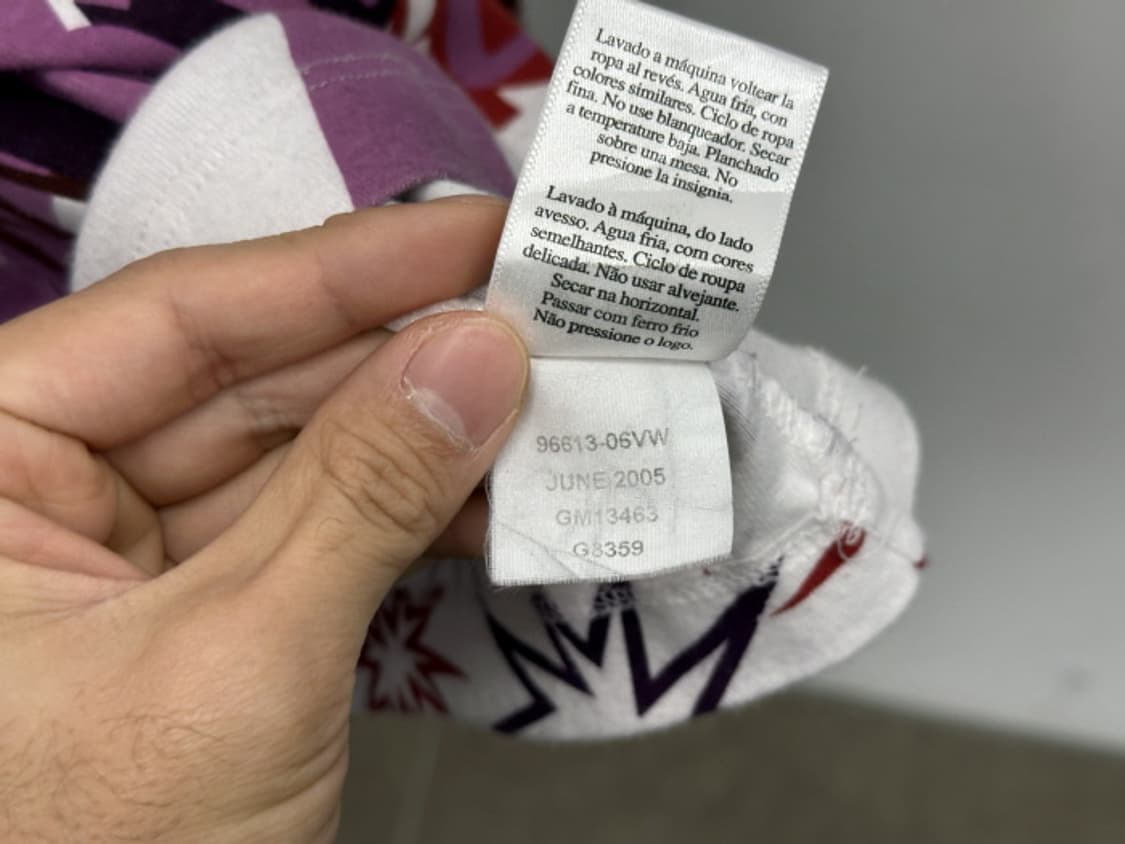 Lavado a máquina voltear la
ropa al revés. Agua fria, con
colores similares. Ciclo de ropa
fina. No use blanqueador. Secar
a temperature baja. Planchado
sobre una mesa. No
presione la insignia.
Lavado à máquina, do lado
avesso. Agua fria, com cores
semelhantes. Ciclo de roupa
delicada. Não usar alvejante.
Secar na horizontal.
Passar com ferro frio
Não pressione o logo.
96613-06VW
JUNE 2005
GM13463
G8359